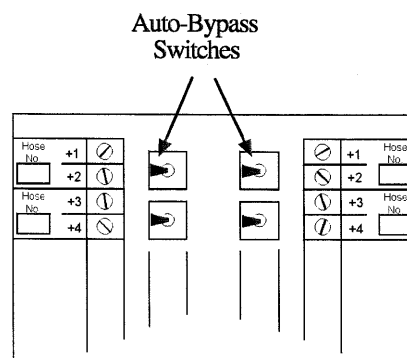 Auto-Bypass
Switches
Hose
No.
+1
+2
Hose
No.
+3
+4
+1
Hose
No.
+2
+3
Hose
No.
+4